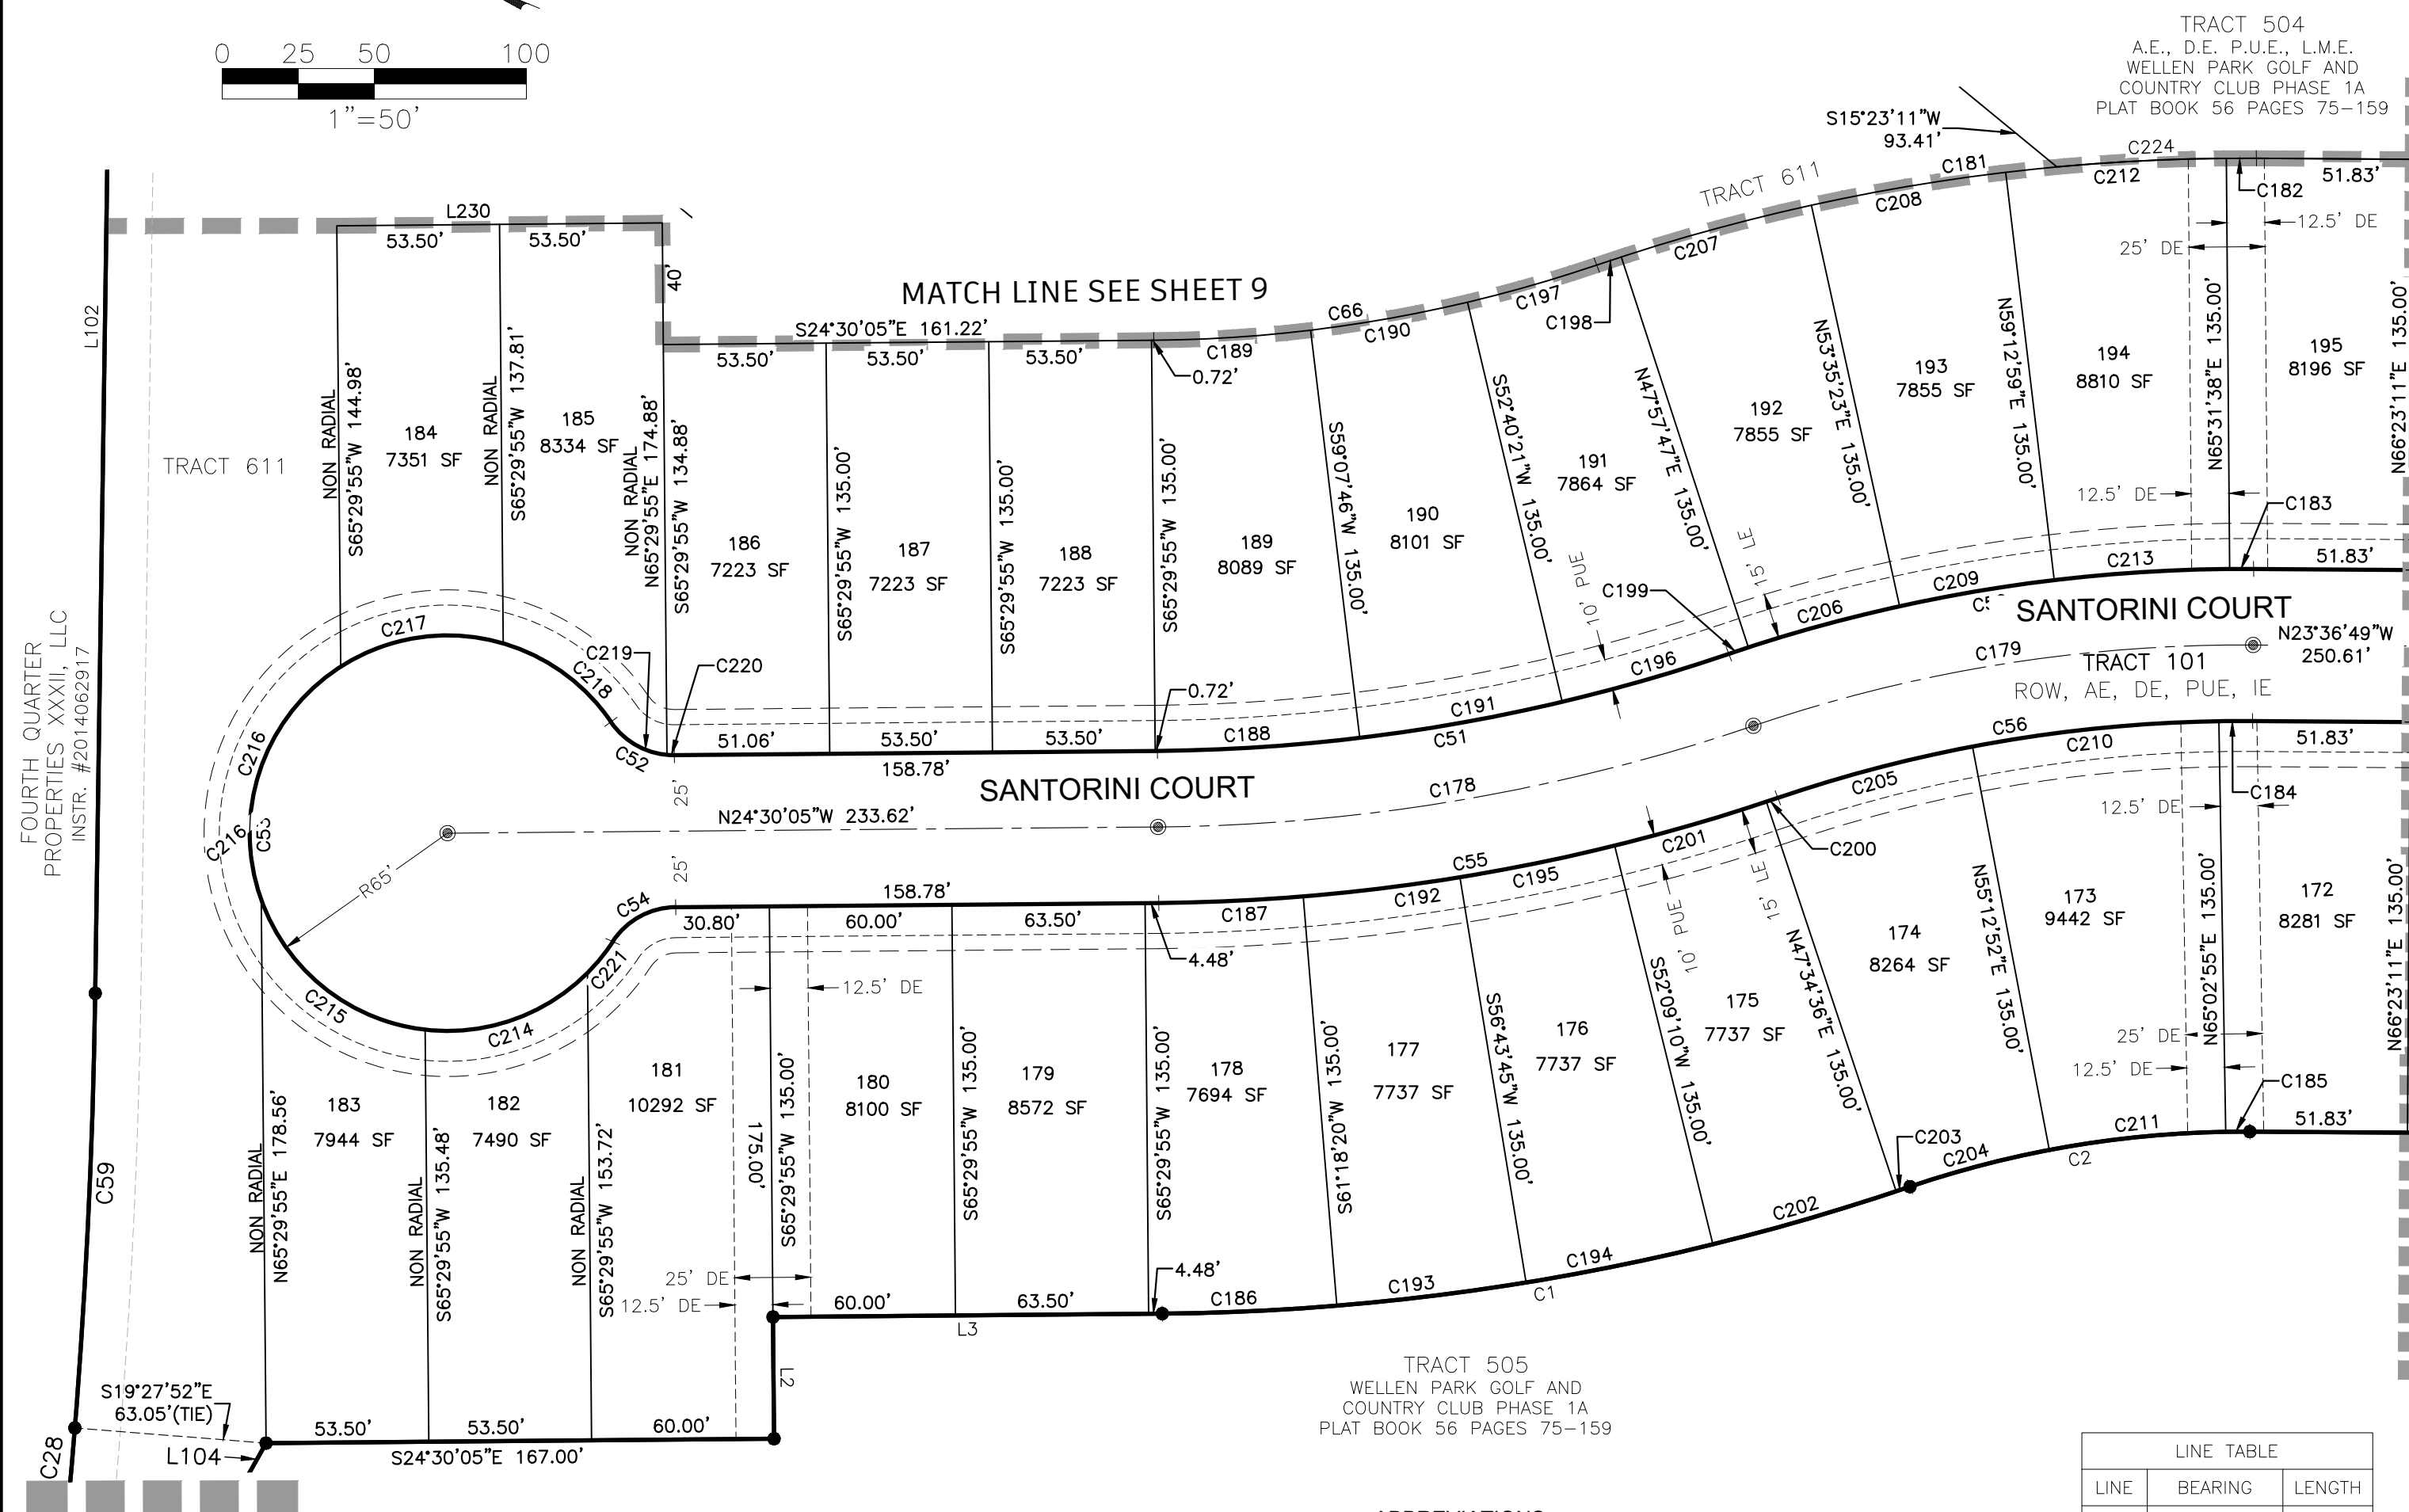 0 25 50 100
1"=50'
TRACT 504
A.E., D.E. P.U.E., L.M.E.
WELLEN PARK GOLF AND
COUNTRY CLUB PHASE 1A
PLAT BOOK 56 PAGES 75-159
S15°23'11"W
93.41'
C224
C181
C212
C182
51.83'
TRACT 611
C208
C207
12.5' DE
25' DE
L230
53.50'
53.50'
40'
MATCH LINE SEE SHEET 9
S24°30'05"E 161.22'
53.50'
53.50'
53.50'
0.72'
C189
C66
C190
C197
C198
L102
TRACT 611
NON RADIAL
S65°29'55"W 144.98'
184
7351 SF
NON RADIAL
S65°29'55"W 137.81'
185
8334 SF
NON RADIAL
N65°29'55"E 174.88'
S65°29'55"W 134.88'
186
7223 SF
S65°29'55"W 135.00'
187
7223 SF
S65°29'55"W 135.00'
188
7223 SF
S65°29'55"W 135.00'
189
8089 SF
S59°07'46"W 135.00'
190
8101 SF
S52°40'21"W 135.00'
191
7864 SF
N47°57'47"E 135.00'
192
7855 SF
N53°35'23"E 135.00'
193
7855 SF
N59°12'59"E 135.00'
194
8810 SF
N65°31'38"E 135.00'
195
8196 SF
N66°23'11"E 135.00'
12.5' DE
C183
10' PUE
15' LE
C199
C206
C209
C213
51.83'
SANTORINI COURT
N23°36'49"W
250.61'
C179
TRACT 101
ROW, AE, DE, PUE, IE
FOURTH QUARTER
PROPERTIES XXXII, LLC
INSTR. #2014062917
C217
C218
C219
C220
C216
C216
C53
C52
R65'
51.06'
53.50'
53.50'
0.72'
158.78'
C188
C51
C191
C196
25'
SANTORINI COURT
C178
N24°30'05"W 233.62'
25'
C56
C210
51.83'
C205
C184
12.5' DE
C200
C201
C55
C195
C192
C187
158.78'
C54
30.80'
60.00'
63.50'
4.48'
12.5' DE
C221
C215
C214
10' PUE
15' LE
183
7944 SF
NON RADIAL
N65°29'55"E 178.56'
182
7490 SF
NON RADIAL
S65°29'55"W 135.48'
181
10292 SF
NON RADIAL
S65°29'55"W 153.72'
175.00'
S65°29'55"W 135.00'
180
8100 SF
S65°29'55"W 135.00'
179
8572 SF
S65°29'55"W 135.00'
178
7694 SF
S61°18'20"W 135.00'
177
7737 SF
S56°43'45"W 135.00'
176
7737 SF
S52°09'10"W 135.00'
175
7737 SF
N47°34'36"E 135.00'
174
8264 SF
N55°12'52"E 135.00'
173
9442 SF
N65°02'55"E 135.00'
172
8281 SF
N66°23'11"E 135.00'
25' DE
12.5' DE
C185
51.83'
C211
C2
C204
C203
C202
C194
C1
C193
C186
4.48'
63.50'
60.00'
L3
25' DE
12.5' DE
L2
C59
S19°27'52"E
63.05'(TIE)
C28
L104
53.50'
53.50'
60.00'
S24°30'05"E 167.00'
TRACT 505
WELLEN PARK GOLF AND
COUNTRY CLUB PHASE 1A
PLAT BOOK 56 PAGES 75-159
LINE TABLE
LINE BEARING LENGTH